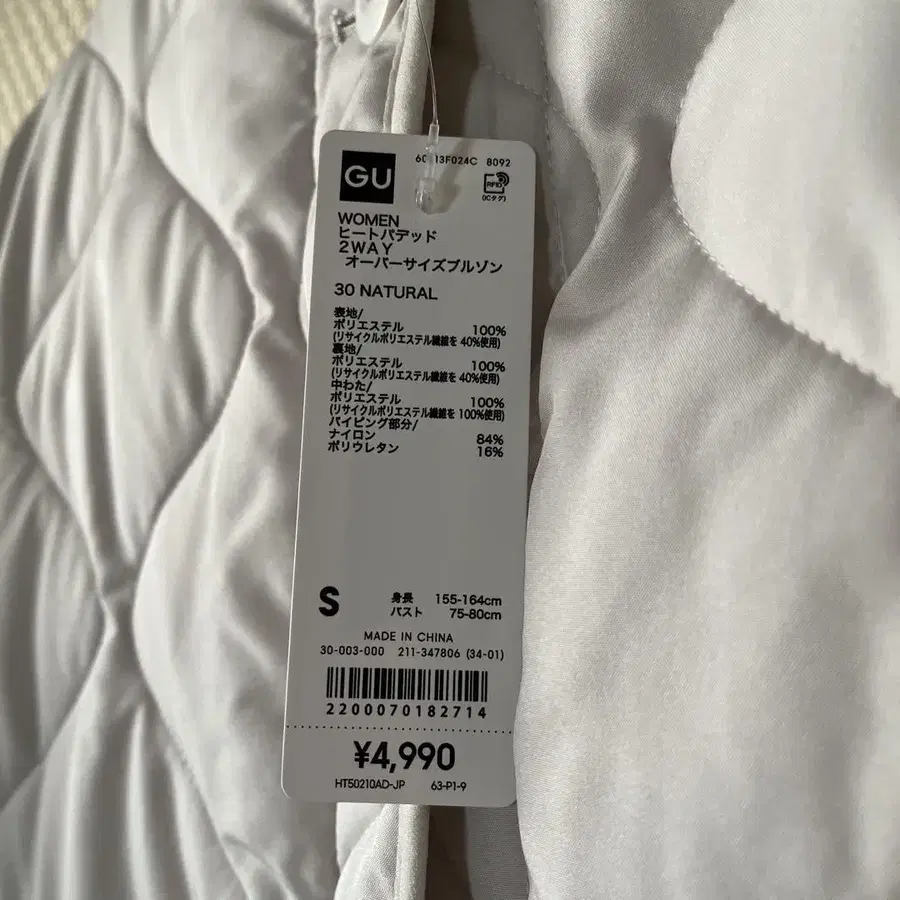 GU
8092
RFID
(ICタグ)
WOMEN
ヒートパデッド
2WAY
オーバーサイズブルゾン
30 NATURAL
表地/
ポリエステル 100%
(リサイクルポリエステル繊維を 40%使用)
裏地/
ポリエステル 100%
(リサイクルポリエステル繊維を 40%使用)
中わた/
ポリエステル 100%
(リサイクルポリエステル繊維を 100%使用)
パイピング部分/
ナイロン 84%
ポリウレタン 16%
S 身長 155-164cm
バスト 75-80cm
MADE IN CHINA
30-003-000 211-347806 (34-01)
2200070182714
¥4,990
HT50210AD-JP 63-P1-9